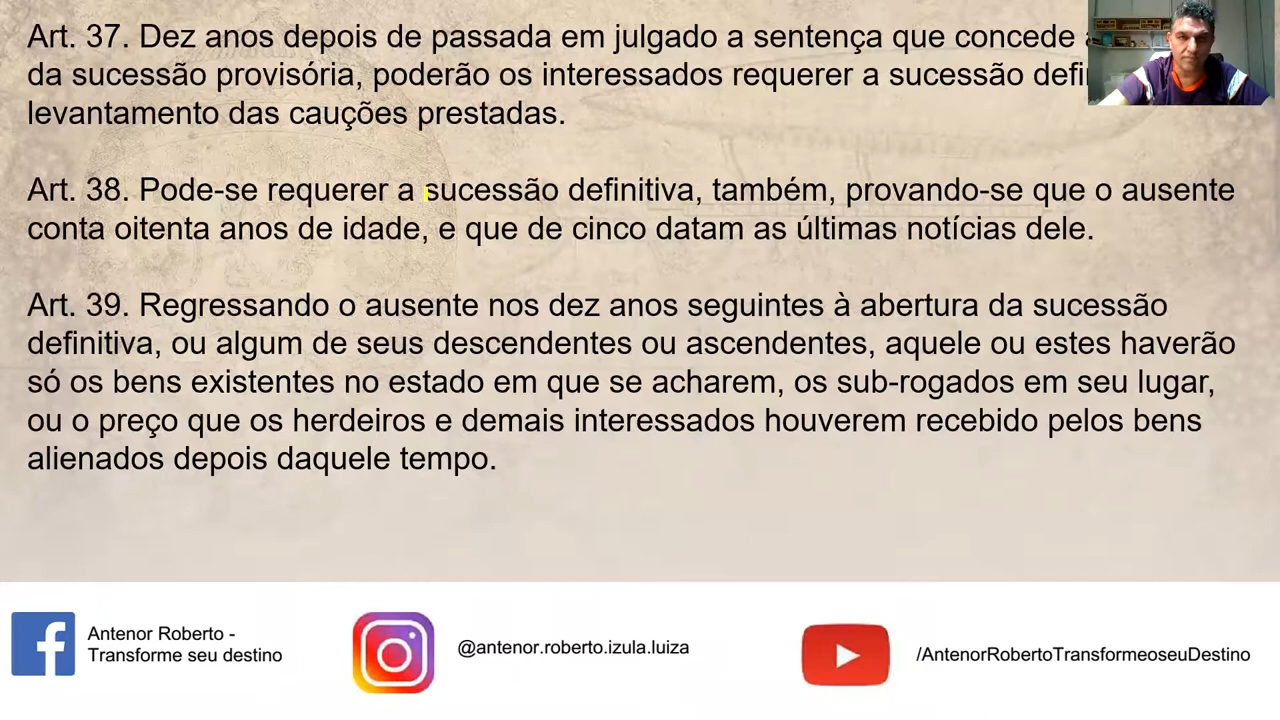 Art. 37. Dez anos depois de passada em julgado a sentença que concede
da sucessão provisória, poderão os interessados requerer a sucessão
levantamento das cauções prestadas.
Art. 38. Pode-se requerer a sucessão definitiva, também, provando-se que o ausente
conta oitenta anos de idade, e que de cinco datam as últimas notícias dele.
Art. 39. Regressando o ausente nos dez anos seguintes à abertura da sucessão
definitiva, ou algum de seus descendentes ou ascendentes, aquele ou estes haverão
só os bens existentes no estado em que se acharem, os sub-rogados em seu lugar,
ou o preço que os herdeiros e demais interessados houverem recebido pelos bens
alienados depois daquele tempo.
Antenor Roberto -
Transforme seu destino
@antenor.roberto.izula.luiza
/AntenorRobertoTransformeoseuDestino